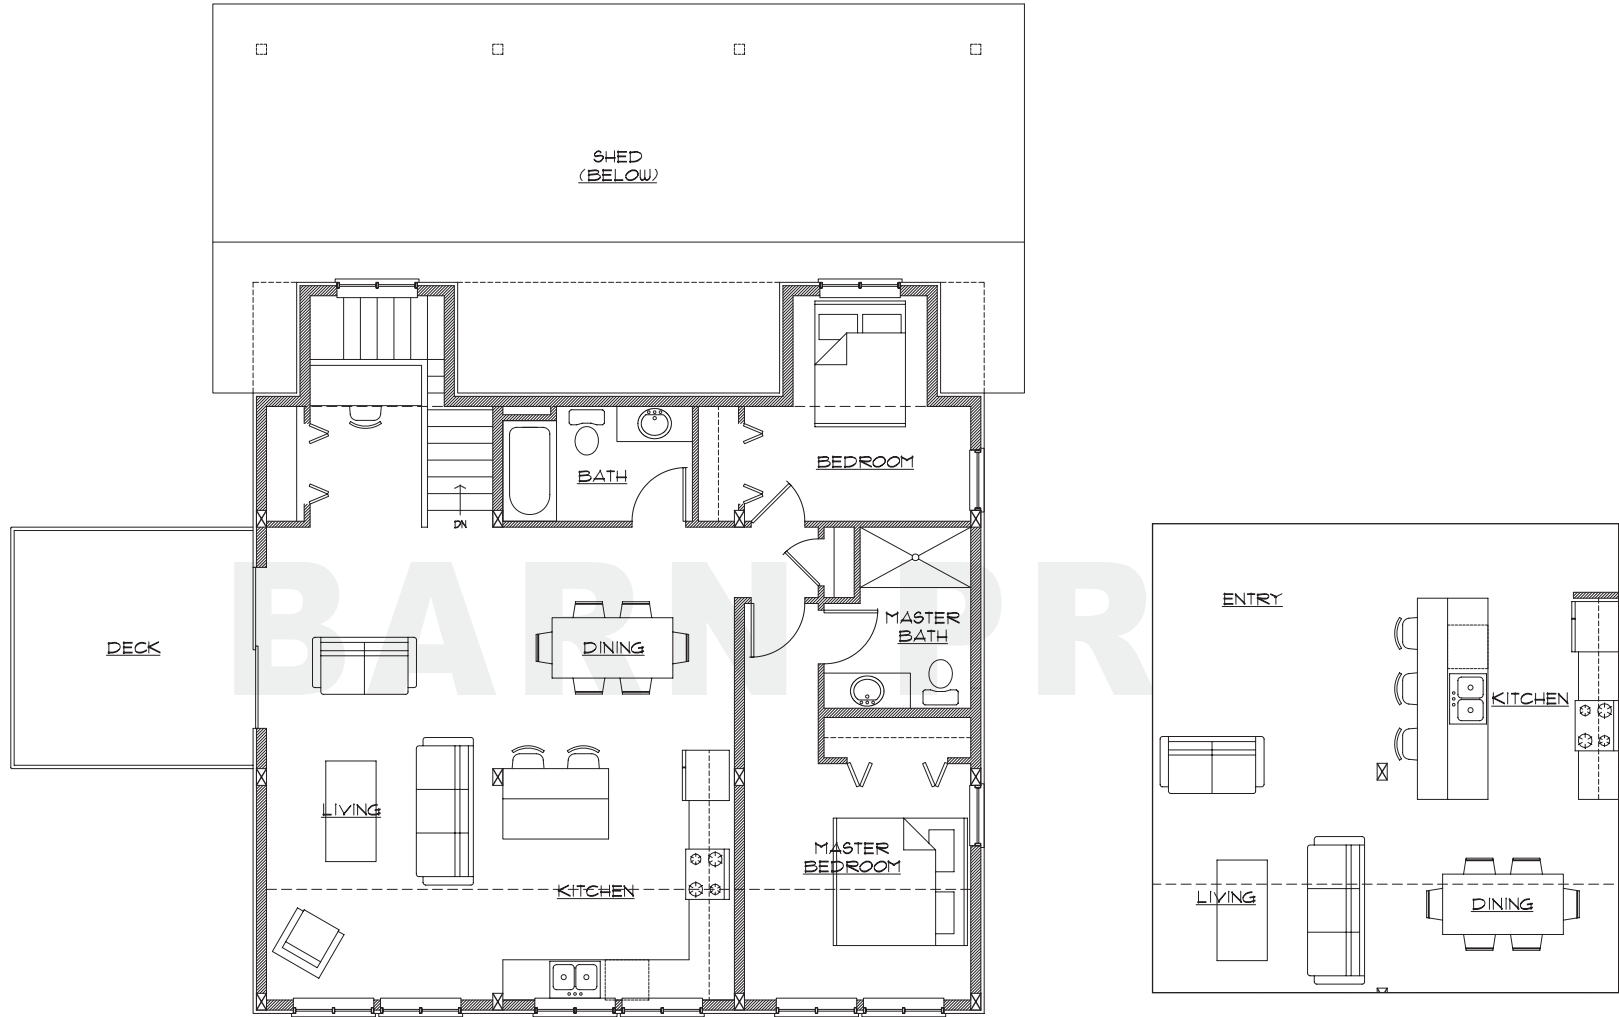 SHED
(BELOW)
BEDROOM
BATH
DN
BARN PR
ENTRY
MASTER
BATH
DECK
DINING
KITCHEN
LIVING
MASTER
BEDROOM
KITCHEN
LIVING
DINING